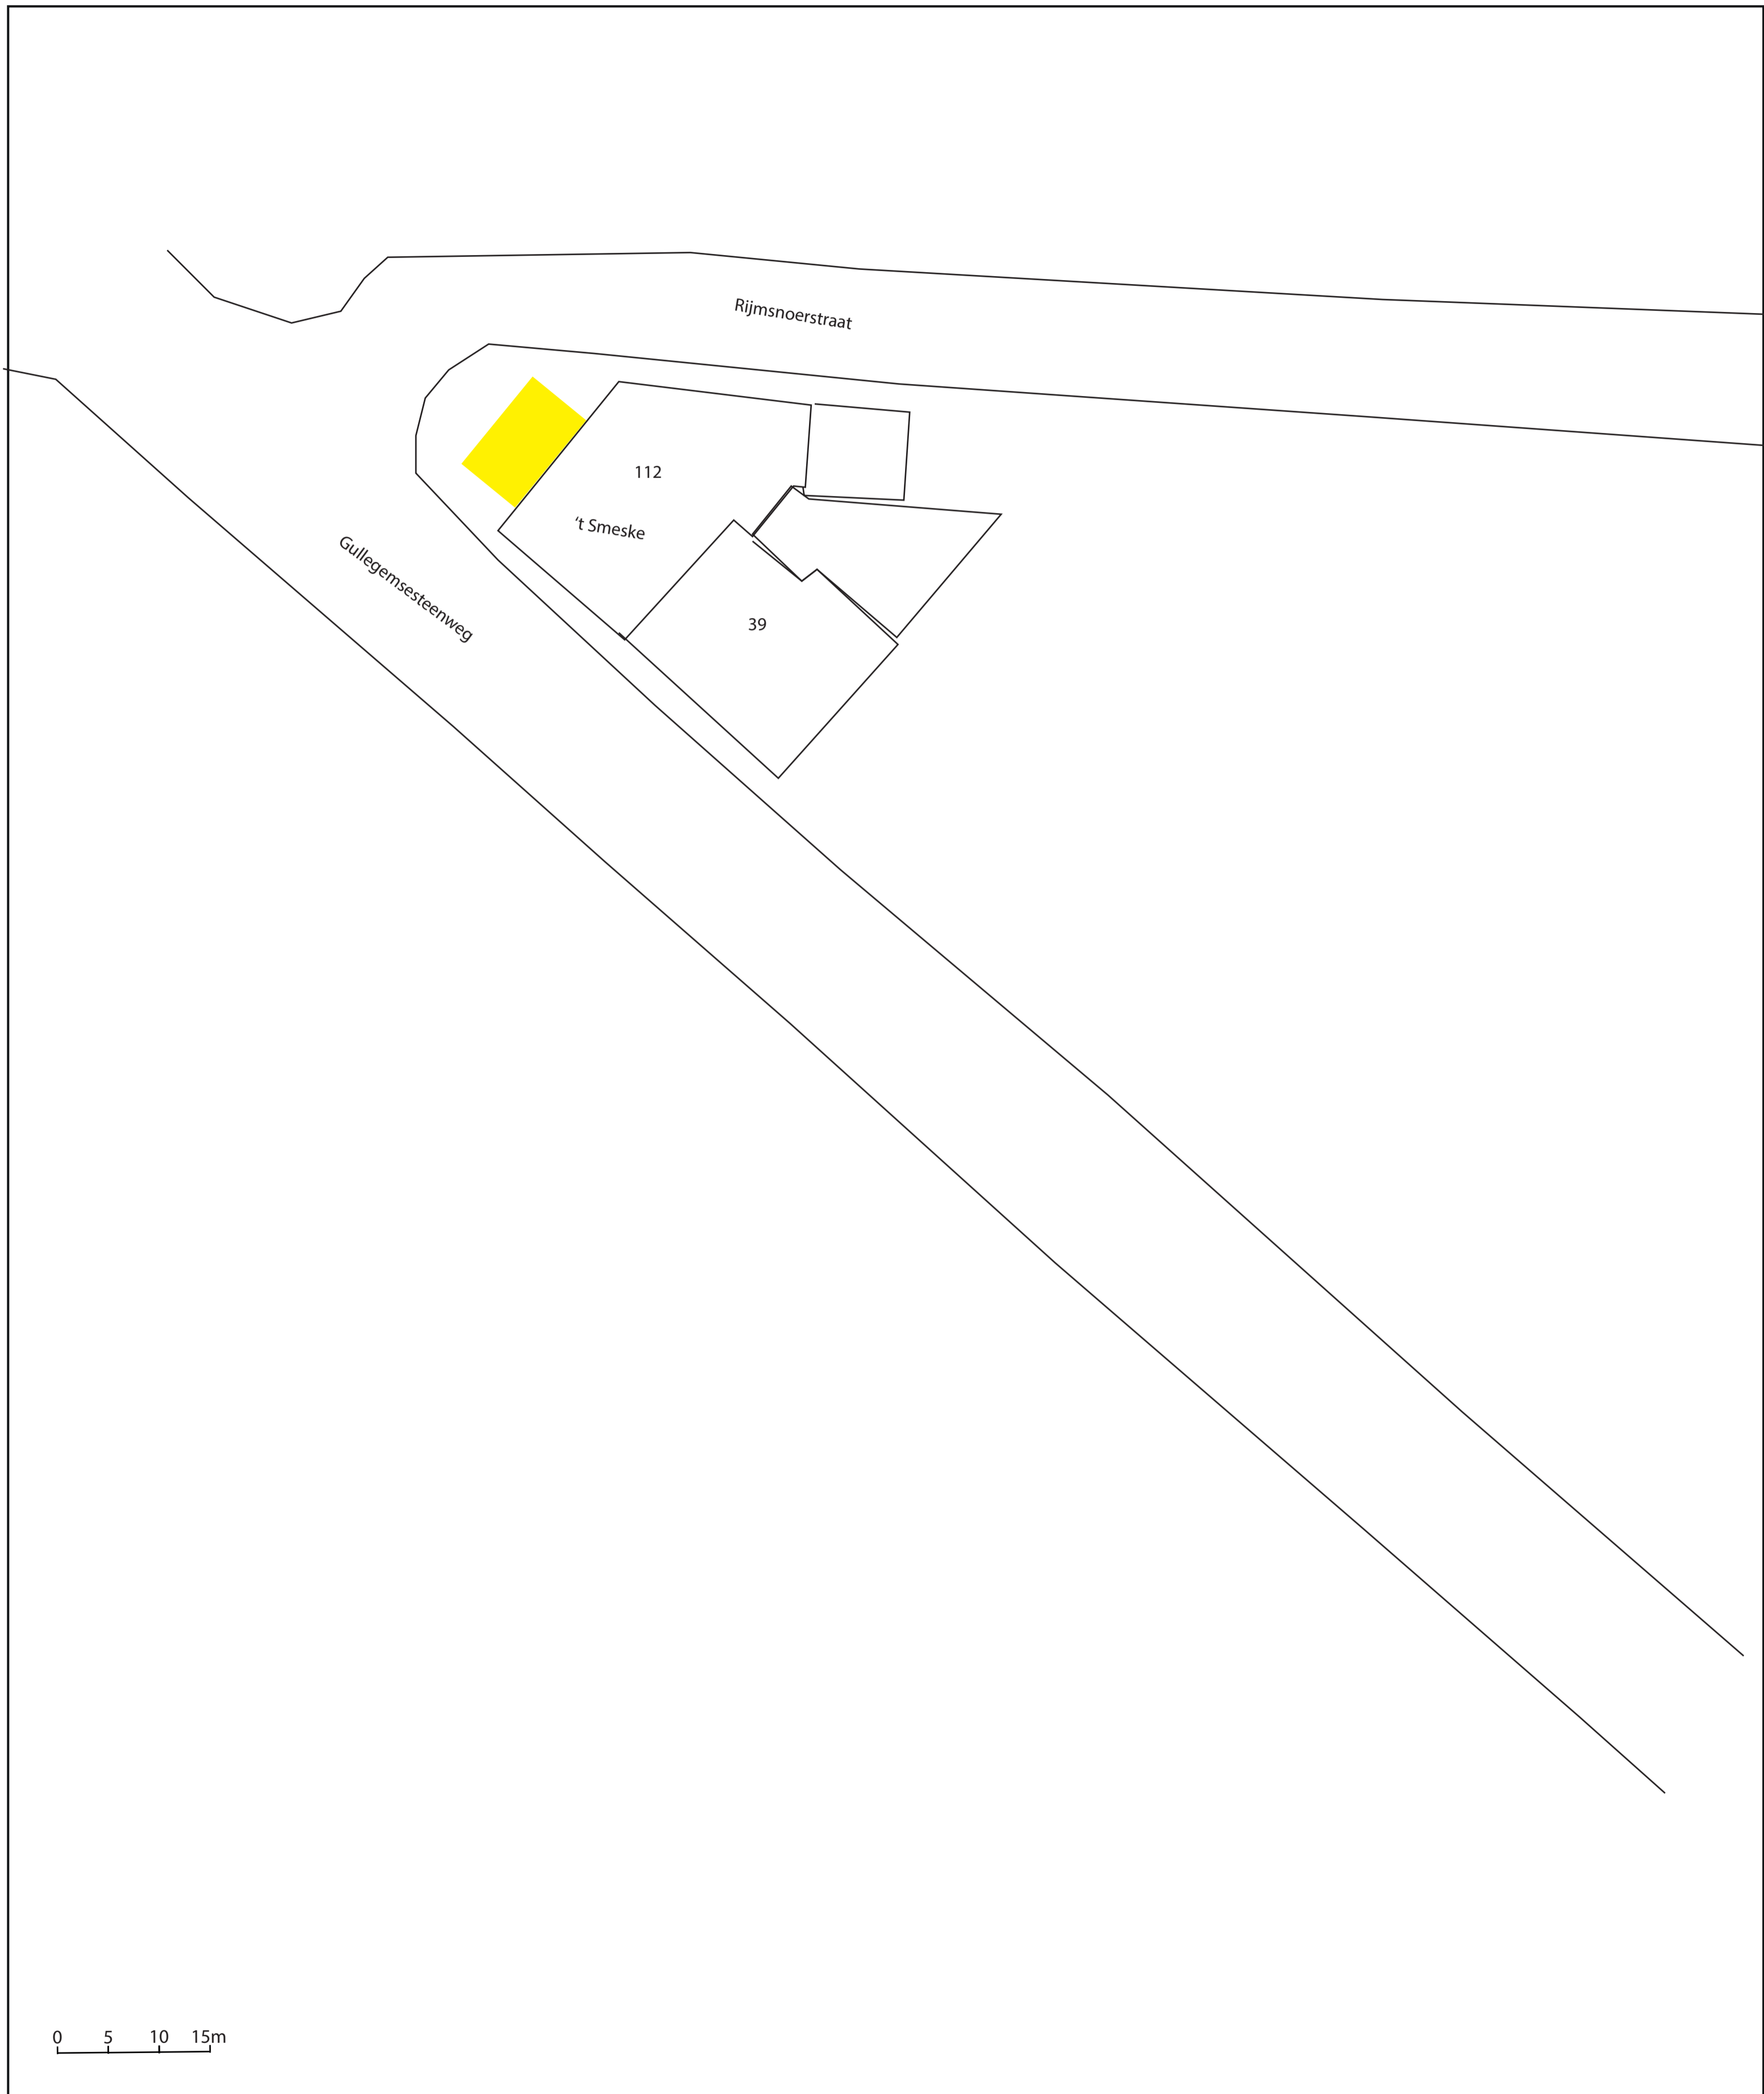 Rijmsnoerstraat
112
‘t Smeske
Gullegemsesteenweg
39
0 5 10 15m